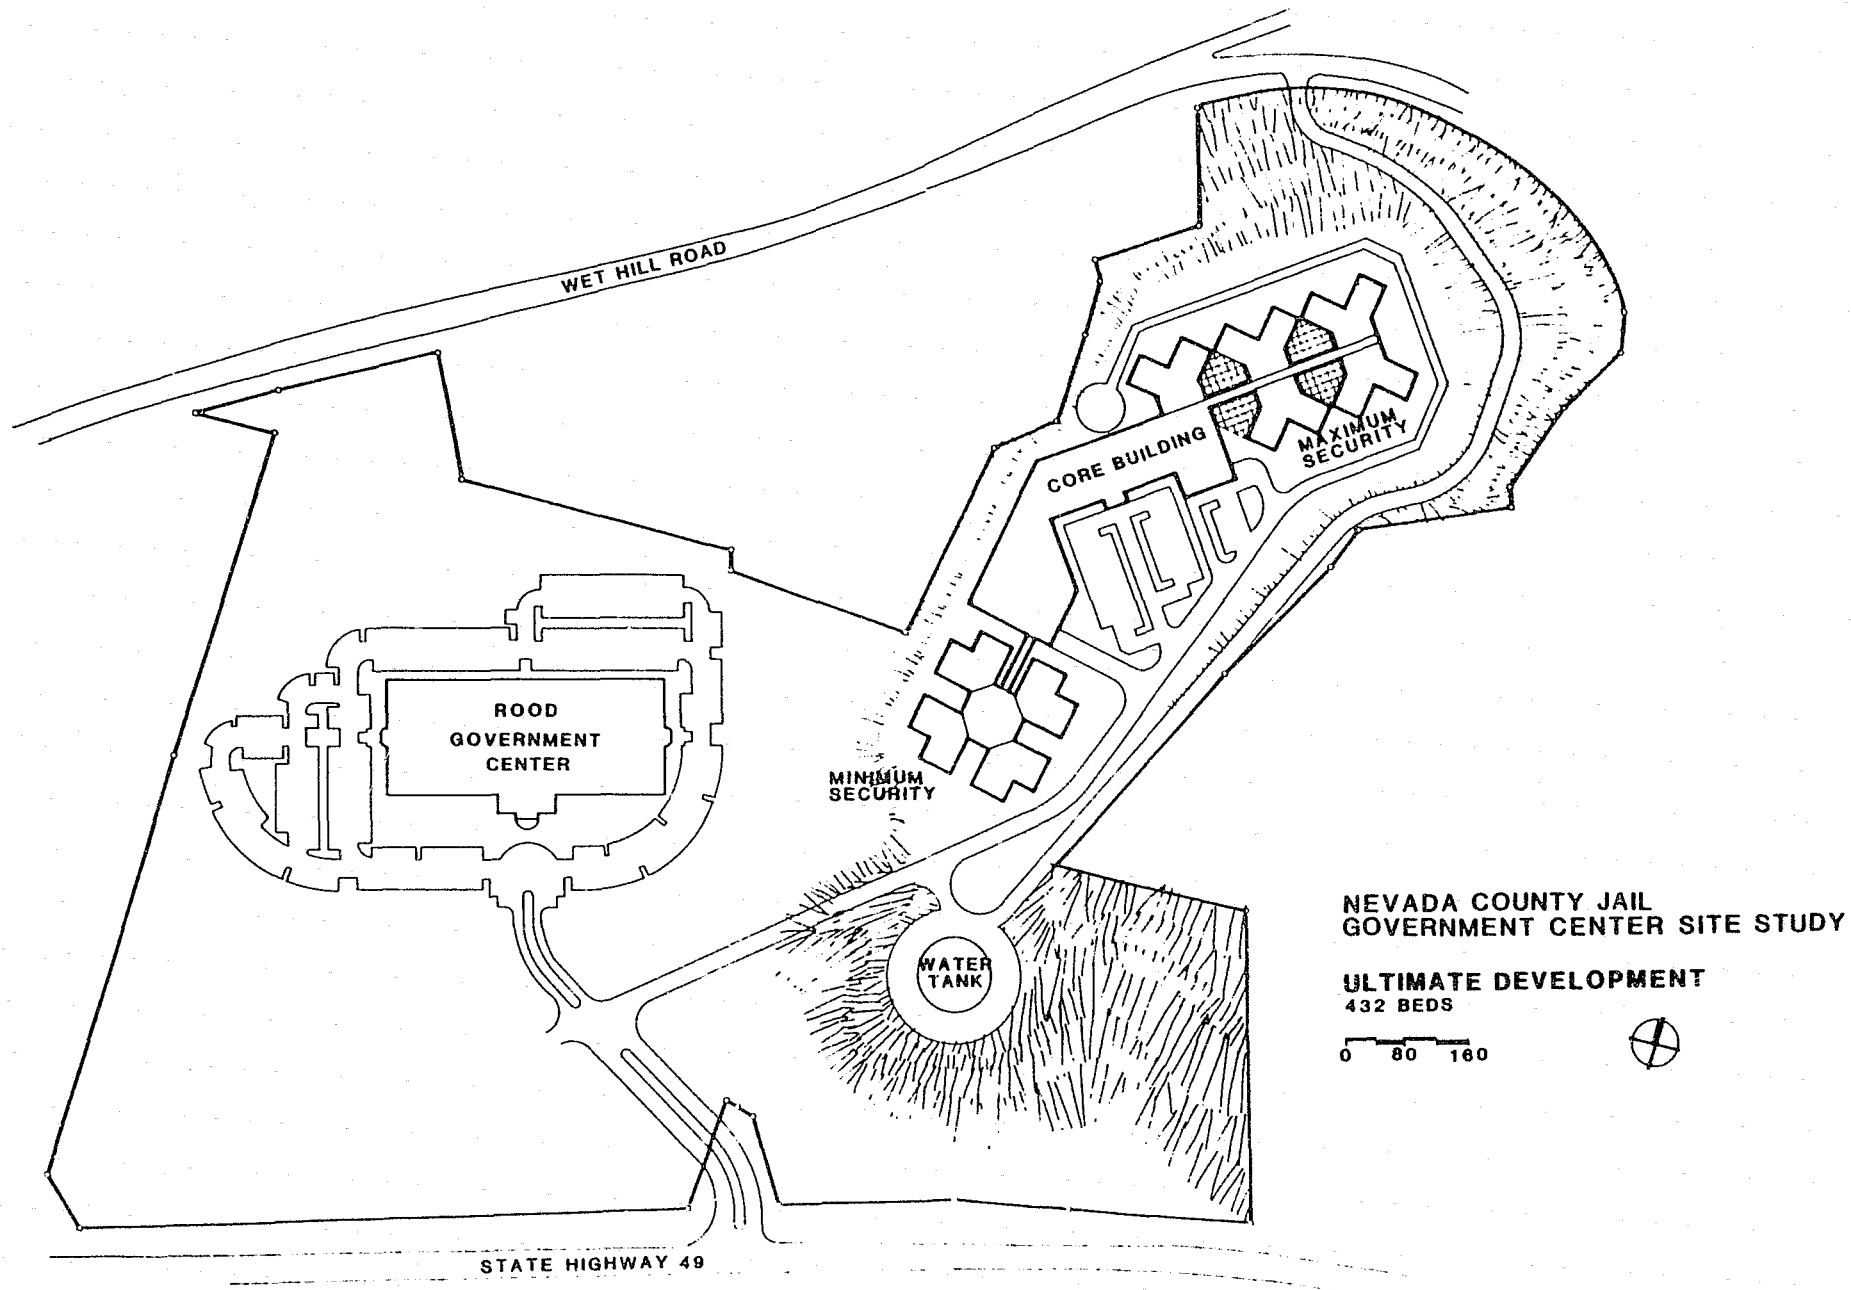 WET HILL ROAD
CORE BUILDING
MAXIMUM
SECURITY
ROOD
GOVERNMENT
CENTER
MINIMUM
SECURITY
WATER
TANK
NEVADA COUNTY JAIL
GOVERNMENT CENTER SITE STUDY
ULTIMATE DEVELOPMENT
432 BEDS
0 80 160
STATE HIGHWAY 49